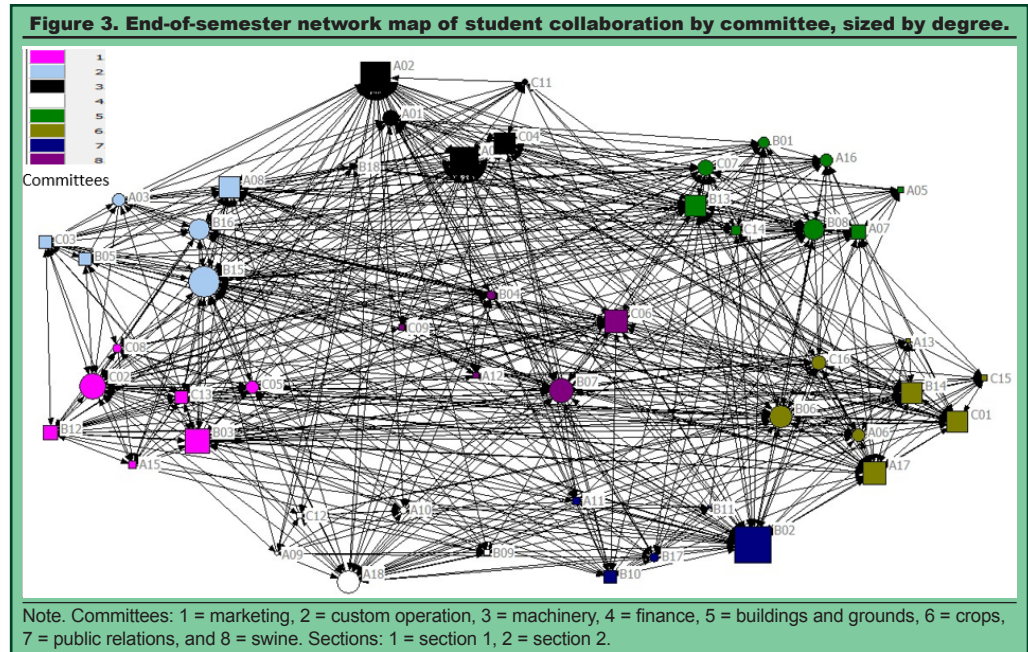 Figure 3. End-of-semester network map of student collaboration by committee, sized by degree.
1
2
3
4
5
6
7
8
Committees
A02
C11
A01
C04
B18
B01
C07
A16
A08
A03
A05
B13
B16
C14
B08
A07
C03
B05
B15
B04
C06
C09
C08
A13
C16
A12
C15
C02
C05
B07
B14
C13
B06
C01
B12
B03
A06
A15
A17
A11
C12
A10
B11
B02
A09
B09
B17
A18
B10
Note. Committees: 1 = marketing, 2 = custom operation, 3 = machinery, 4 = finance, 5 = buildings and grounds, 6 = crops,
7 = public relations, and 8 = swine. Sections: 1 = section 1, 2 = section 2.